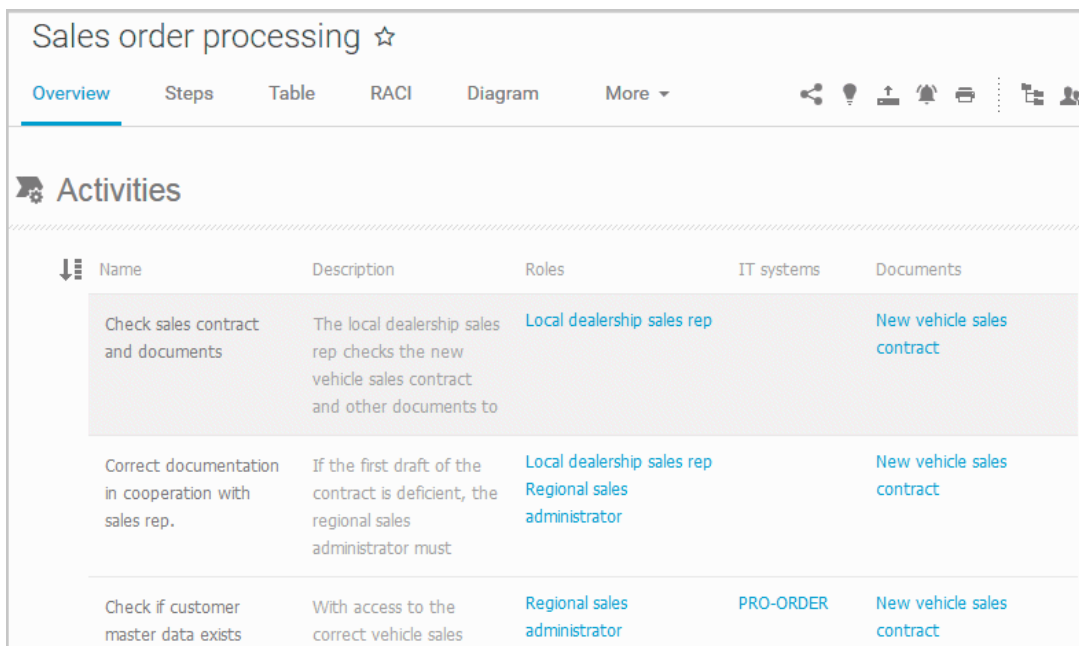 Sales order processing
Overview Steps Table RACI Diagram More
Activities
Name Description Roles IT systems Documents
Check sales contract
and documents
The local dealership sales
rep checks the new
vehicle sales contract
and other documents to
Local dealership sales rep
New vehicle sales
contract
Correct documentation
in cooperation with
sales rep.
If the first draft of the
contract is deficient, the
regional sales
administrator must
Local dealership sales rep
Regional sales
administrator
New vehicle sales
contract
Check if customer
master data exists
With access to the
correct vehicle sales
Regional sales
administrator
PRO-ORDER
New vehicle sales
contract